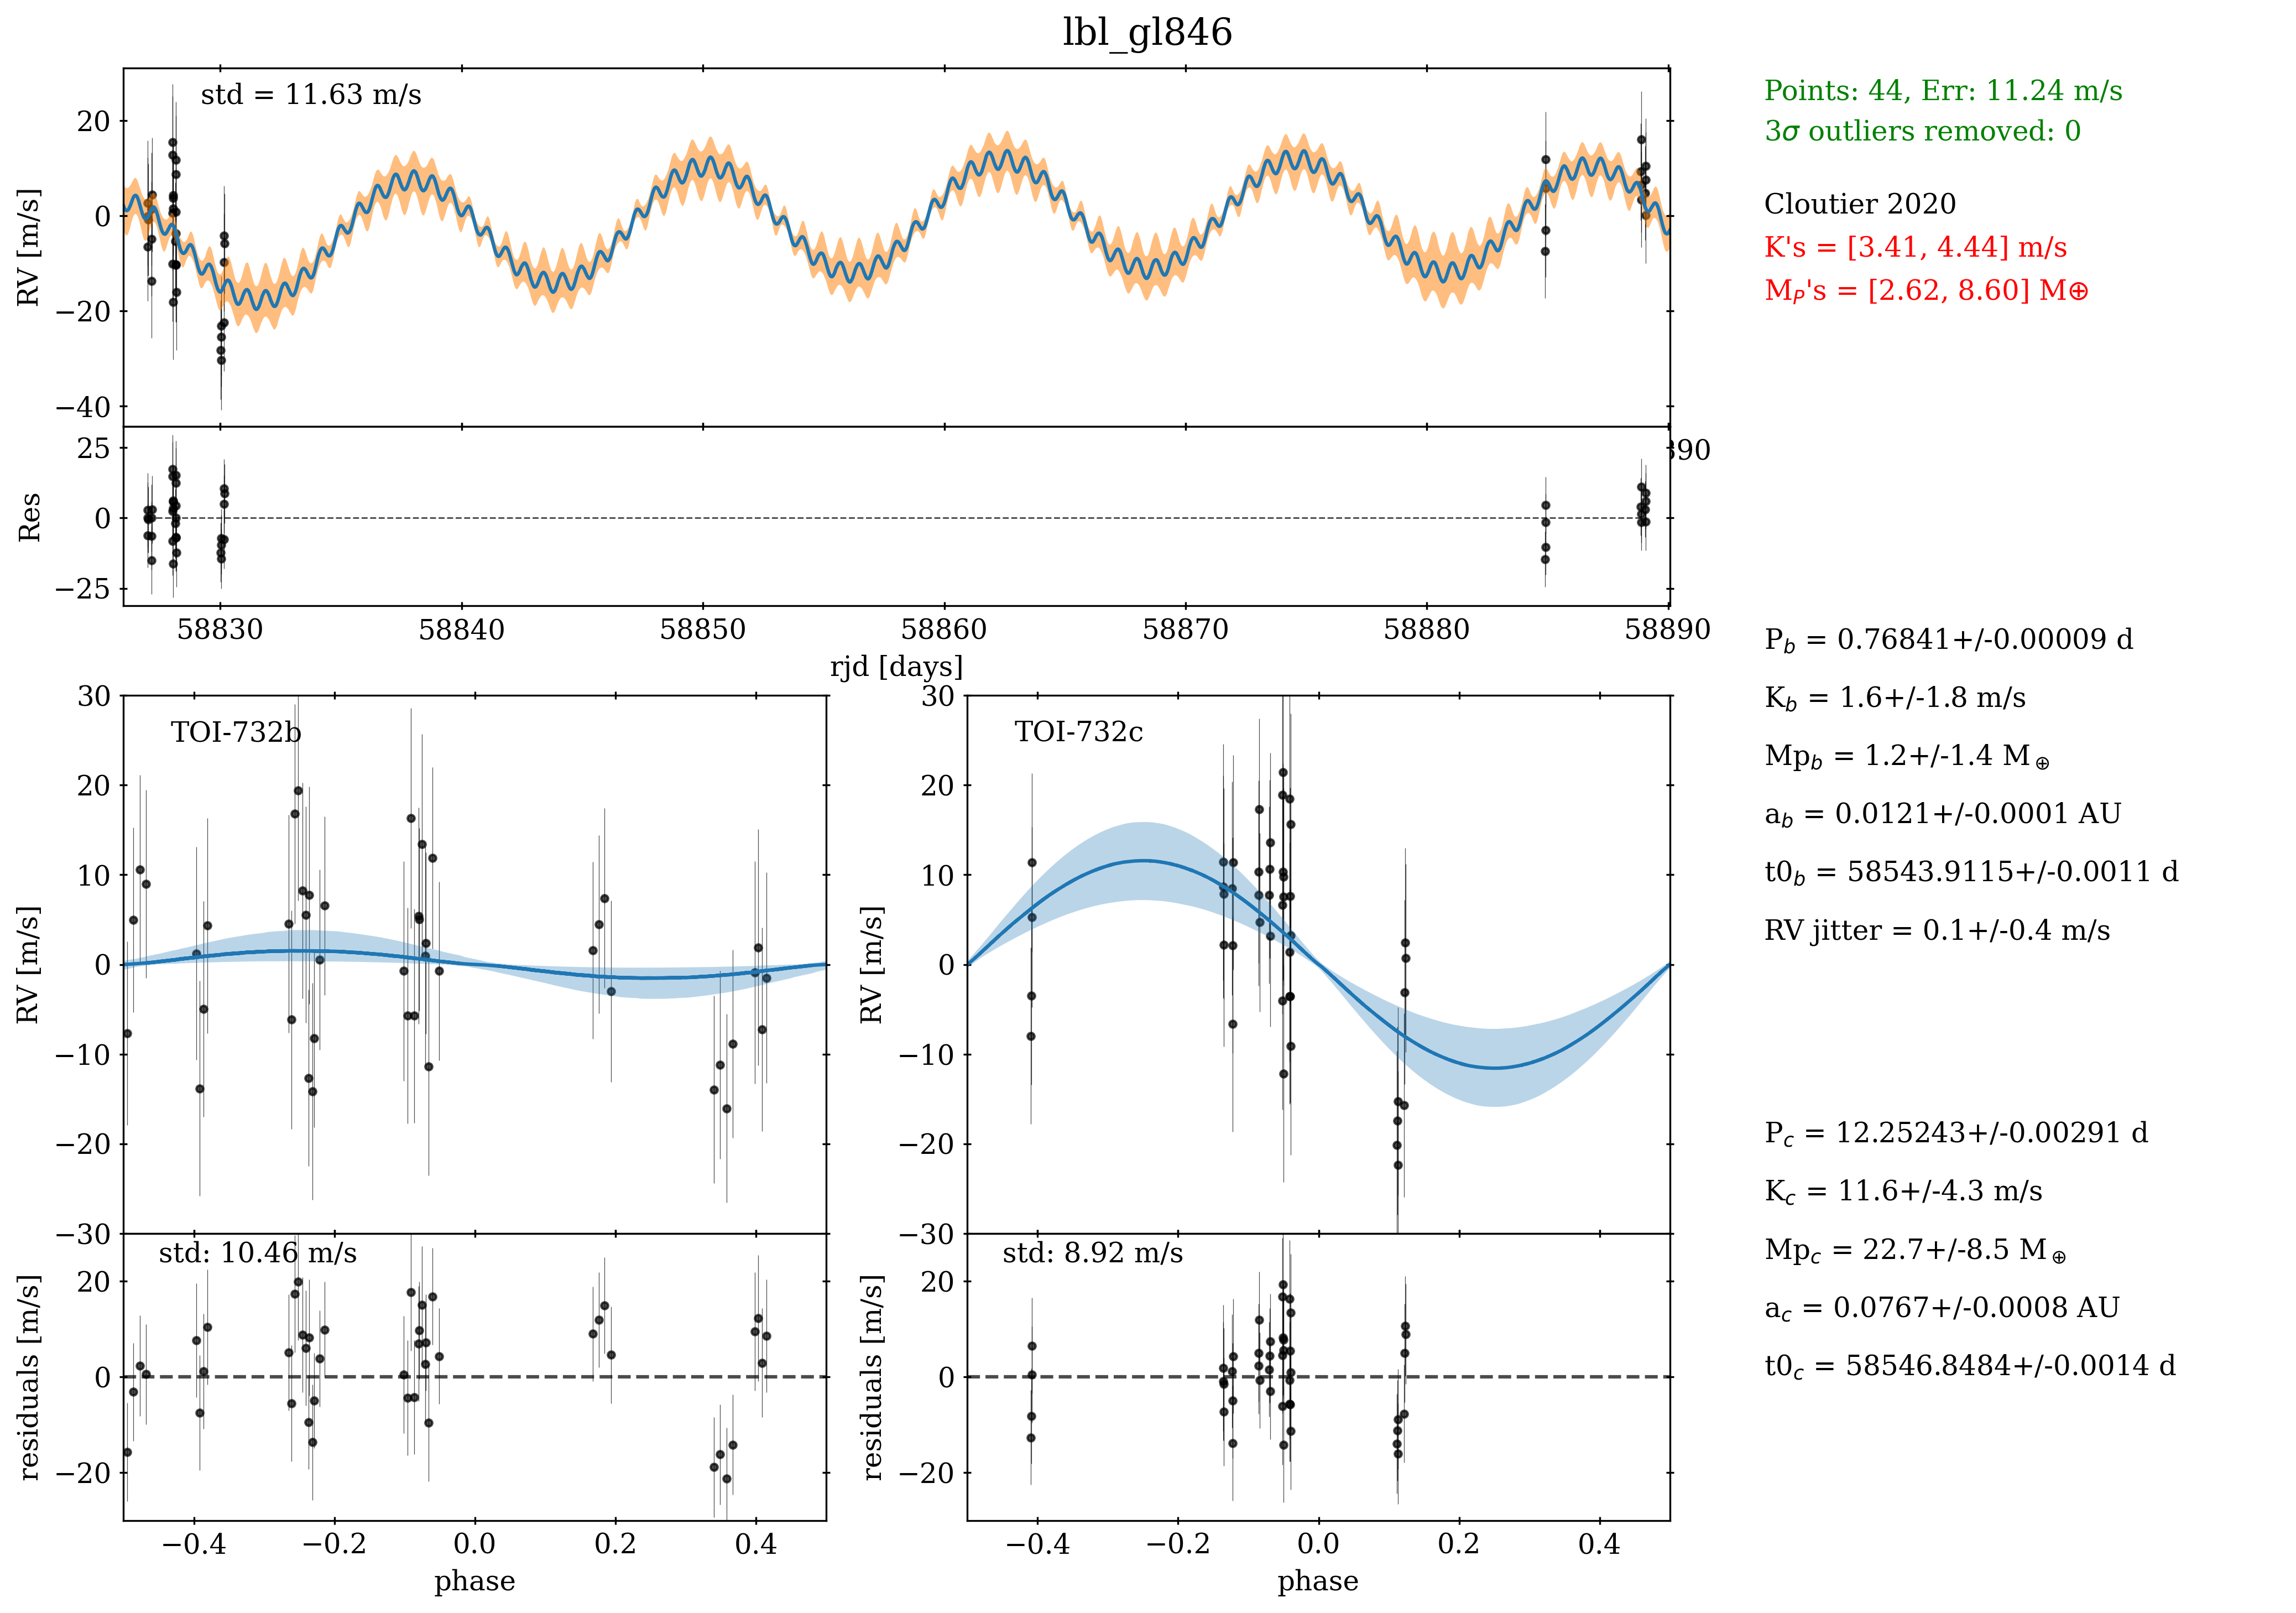 lbl_gl846
std = 11.63 m/s
20
0
−20
−40
RV [m/s]
25
0
−25
Res
58830 58840 58850 58860 58870 58880 58890
rjd [days]
TOI-732b
30
20
10
0
−10
−20
−30
RV [m/s]
std: 10.46 m/s
20
0
−20
residuals [m/s]
−0.4 −0.2 0.0 0.2 0.4
phase
TOI-732c
30
20
10
0
−10
−20
−30
RV [m/s]
std: 8.92 m/s
20
0
−20
residuals [m/s]
−0.4 −0.2 0.0 0.2 0.4
phase
Points: 44, Err: 11.24 m/s
3σ outliers removed: 0
Cloutier 2020
K's = [3.41, 4.44] m/s
M_P's = [2.62, 8.60] M⊕
P_b = 0.76841+/-0.00009 d
K_b = 1.6+/-1.8 m/s
Mp_b = 1.2+/-1.4 M_⊕
a_b = 0.0121+/-0.0001 AU
t0_b = 58543.9115+/-0.0011 d
RV jitter = 0.1+/-0.4 m/s
P_c = 12.25243+/-0.00291 d
K_c = 11.6+/-4.3 m/s
Mp_c = 22.7+/-8.5 M_⊕
a_c = 0.0767+/-0.0008 AU
t0_c = 58546.8484+/-0.0014 d